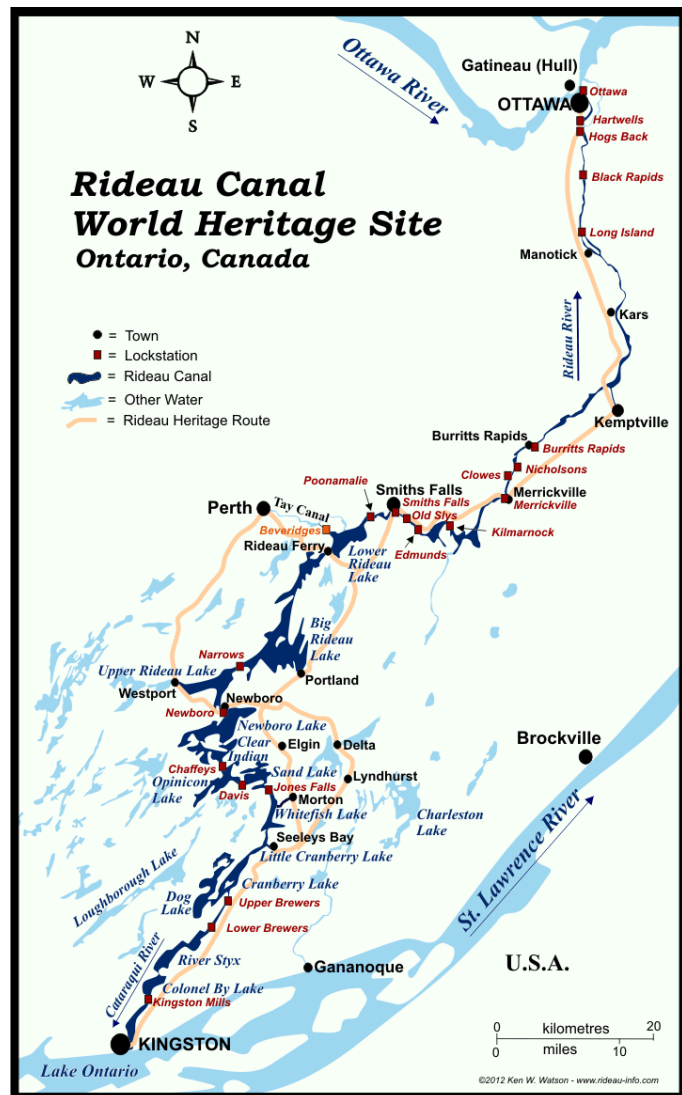 N
W E
S
Ottawa River
Gatineau (Hull)
Ottawa
OTTAWA
Hartwells
Hogs Back
Black Rapids
Rideau Canal
World Heritage Site
Ontario, Canada
Long Island
Manotick
Kars
Rideau River
= Town
= Lockstation
= Rideau Canal
= Other Water
= Rideau Heritage Route
Kemptville
Burritts Rapids
Burritts Rapids
Nicholsons
Clowes
Merrickville
Merrickville
Poonamalie
Smiths Falls
Smiths Falls
Old Slys
Edmunds
Kilmarnock
Perth
Tay Canal
Beveridges
Rideau Ferry
Lower
Rideau
Lake
Big
Rideau
Lake
Narrows
Upper Rideau Lake
Westport
Portland
Newboro
Newboro
Newboro Lake
Clear
Indian
Elgin
Delta
Brockville
Chaffeys
Opinicon
Lake
Sand Lake
Lyndhurst
Davis
Jones Falls
Morton
Whitefish Lake
Charleston
Lake
Seeleys Bay
Little Cranberry Lake
Loughborough Lake
Cranberry Lake
Dog
Lake
Upper Brewers
Lower Brewers
St. Lawrence River
River Styx
Gananoque
U.S.A.
Cataraqui River
Colonel By Lake
Kingston Mills
KINGSTON
Lake Ontario
0 kilometres 20
0 miles 10
©2012 Ken W. Watson - www.rideau-info.com